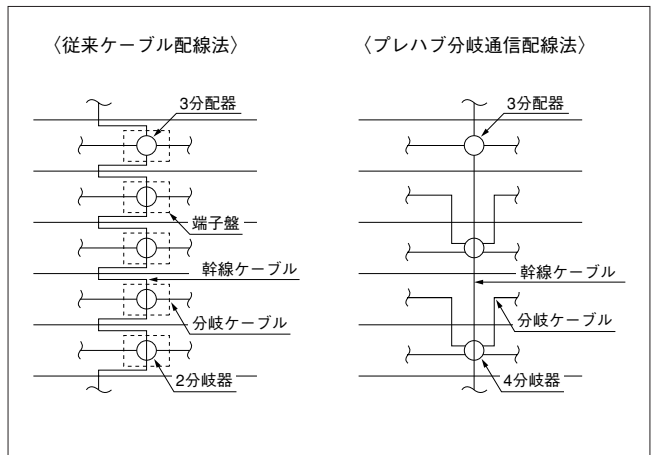 〈従来ケーブル配線法〉
3分配器
端子盤
幹線ケーブル
分岐ケーブル
2分岐器
〈プレハブ分岐通信配線法〉
3分配器
幹線ケーブル
分岐ケーブル
4分岐器